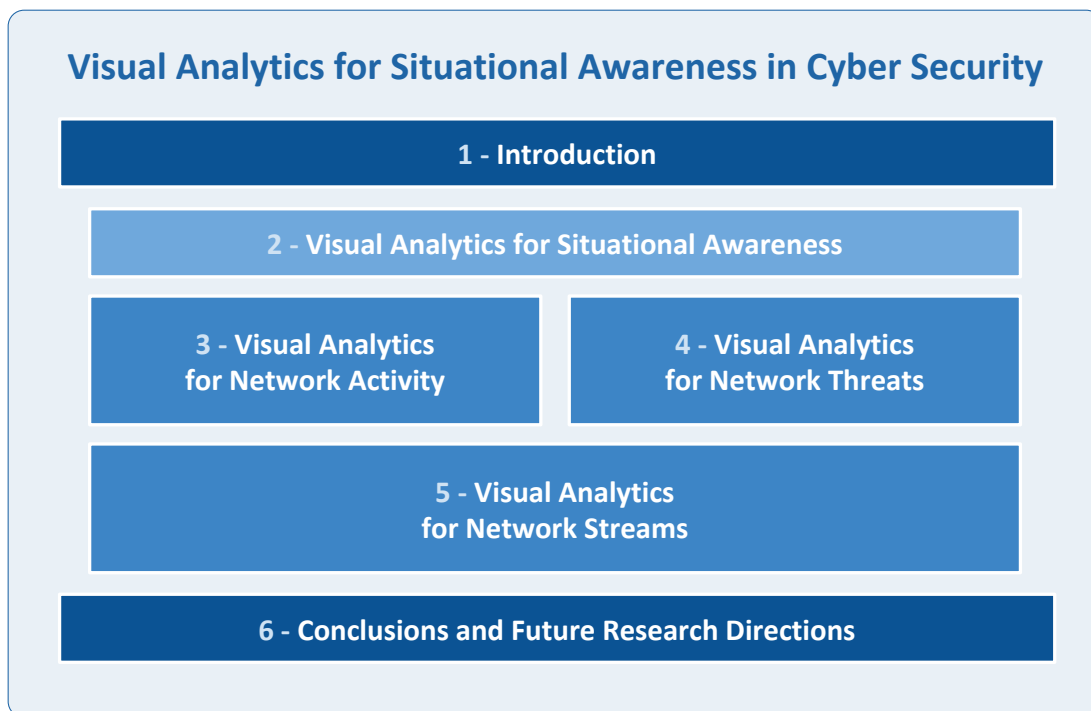 Visual Analytics for Situational Awareness in Cyber Security
1 - Introduction
2 - Visual Analytics for Situational Awareness
3 - Visual Analytics
for Network Activity
4 - Visual Analytics
for Network Threats
5 - Visual Analytics
for Network Streams
6 - Conclusions and Future Research Directions